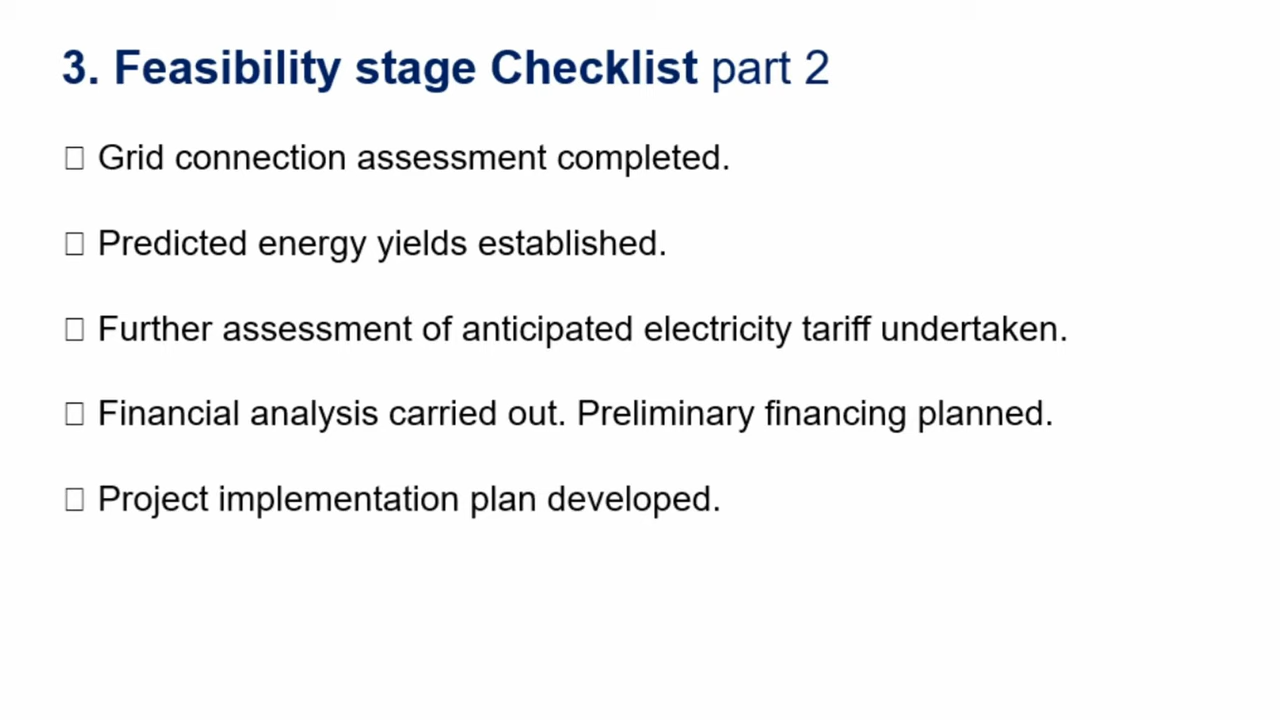 3. Feasibility stage Checklist part 2
☐ Grid connection assessment completed.
☐ Predicted energy yields established.
☐ Further assessment of anticipated electricity tariff undertaken.
☐ Financial analysis carried out. Preliminary financing planned.
☐ Project implementation plan developed.